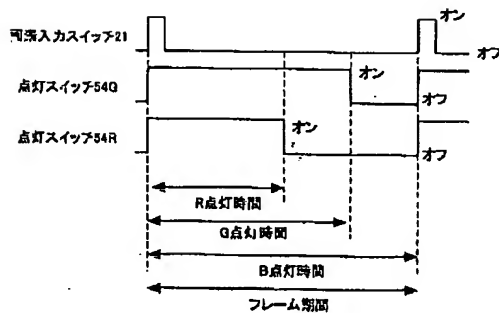 画素入力スイッチ21
オン
オフ
点灯スイッチ54G
オン
オフ
点灯スイッチ54R
オン
オフ
R点灯時間
G点灯時間
B点灯時間
フレーム期間